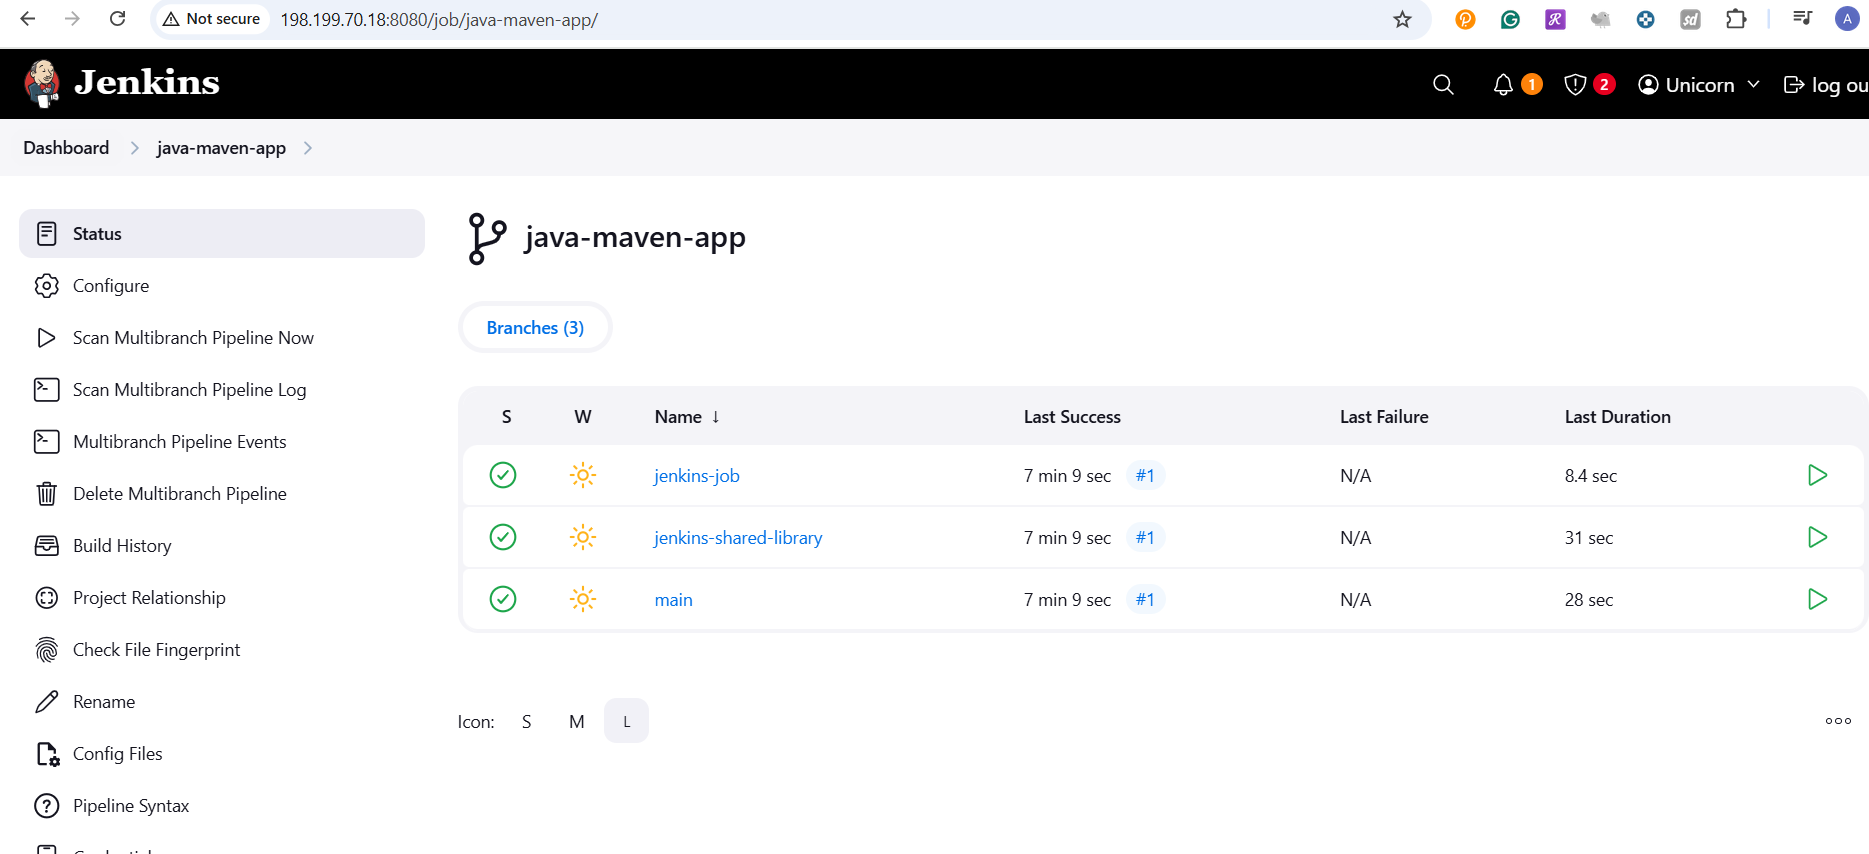 Not secure 198.199.70.18:8080/job/java-maven-app/
sd A
Jenkins 1 2 Unicorn log ou
Dashboard java-maven-app
Status
Configure
Scan Multibranch Pipeline Now
Scan Multibranch Pipeline Log
Multibranch Pipeline Events
Delete Multibranch Pipeline
Build History
Project Relationship
Check File Fingerprint
Rename
Config Files
Pipeline Syntax
java-maven-app
Branches (3)
S W Name ↓ Last Success Last Failure Last Duration
jenkins-job 7 min 9 sec #1 N/A 8.4 sec
jenkins-shared-library 7 min 9 sec #1 N/A 31 sec
main 7 min 9 sec #1 N/A 28 sec
Icon: S M L